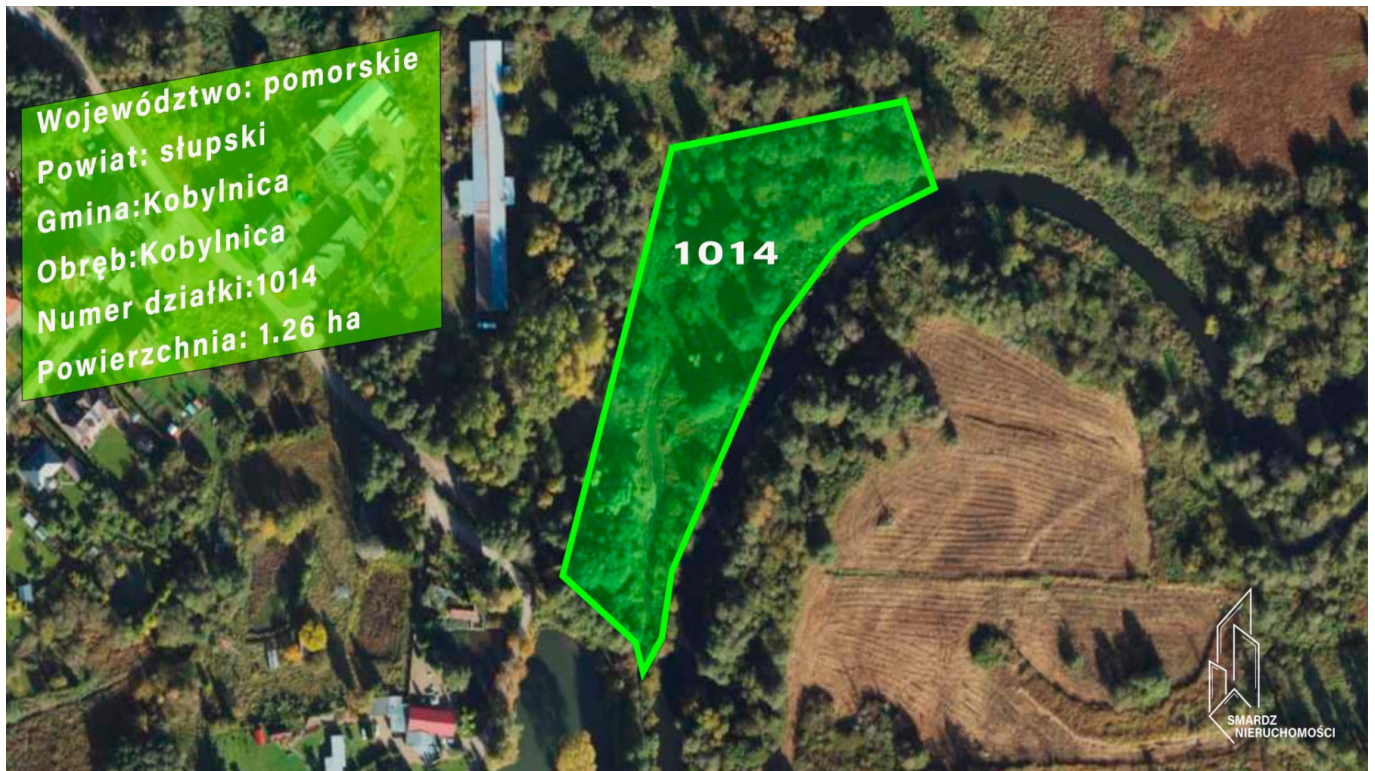 Województwo: pomorskie
Powiat: słupski
Gmina:Kobylnica
Obręb:Kobylnica
Numer działki:1014
Powierzchnia: 1.26 ha
1014
SMARDZ
NIERUCHOMOŚCI